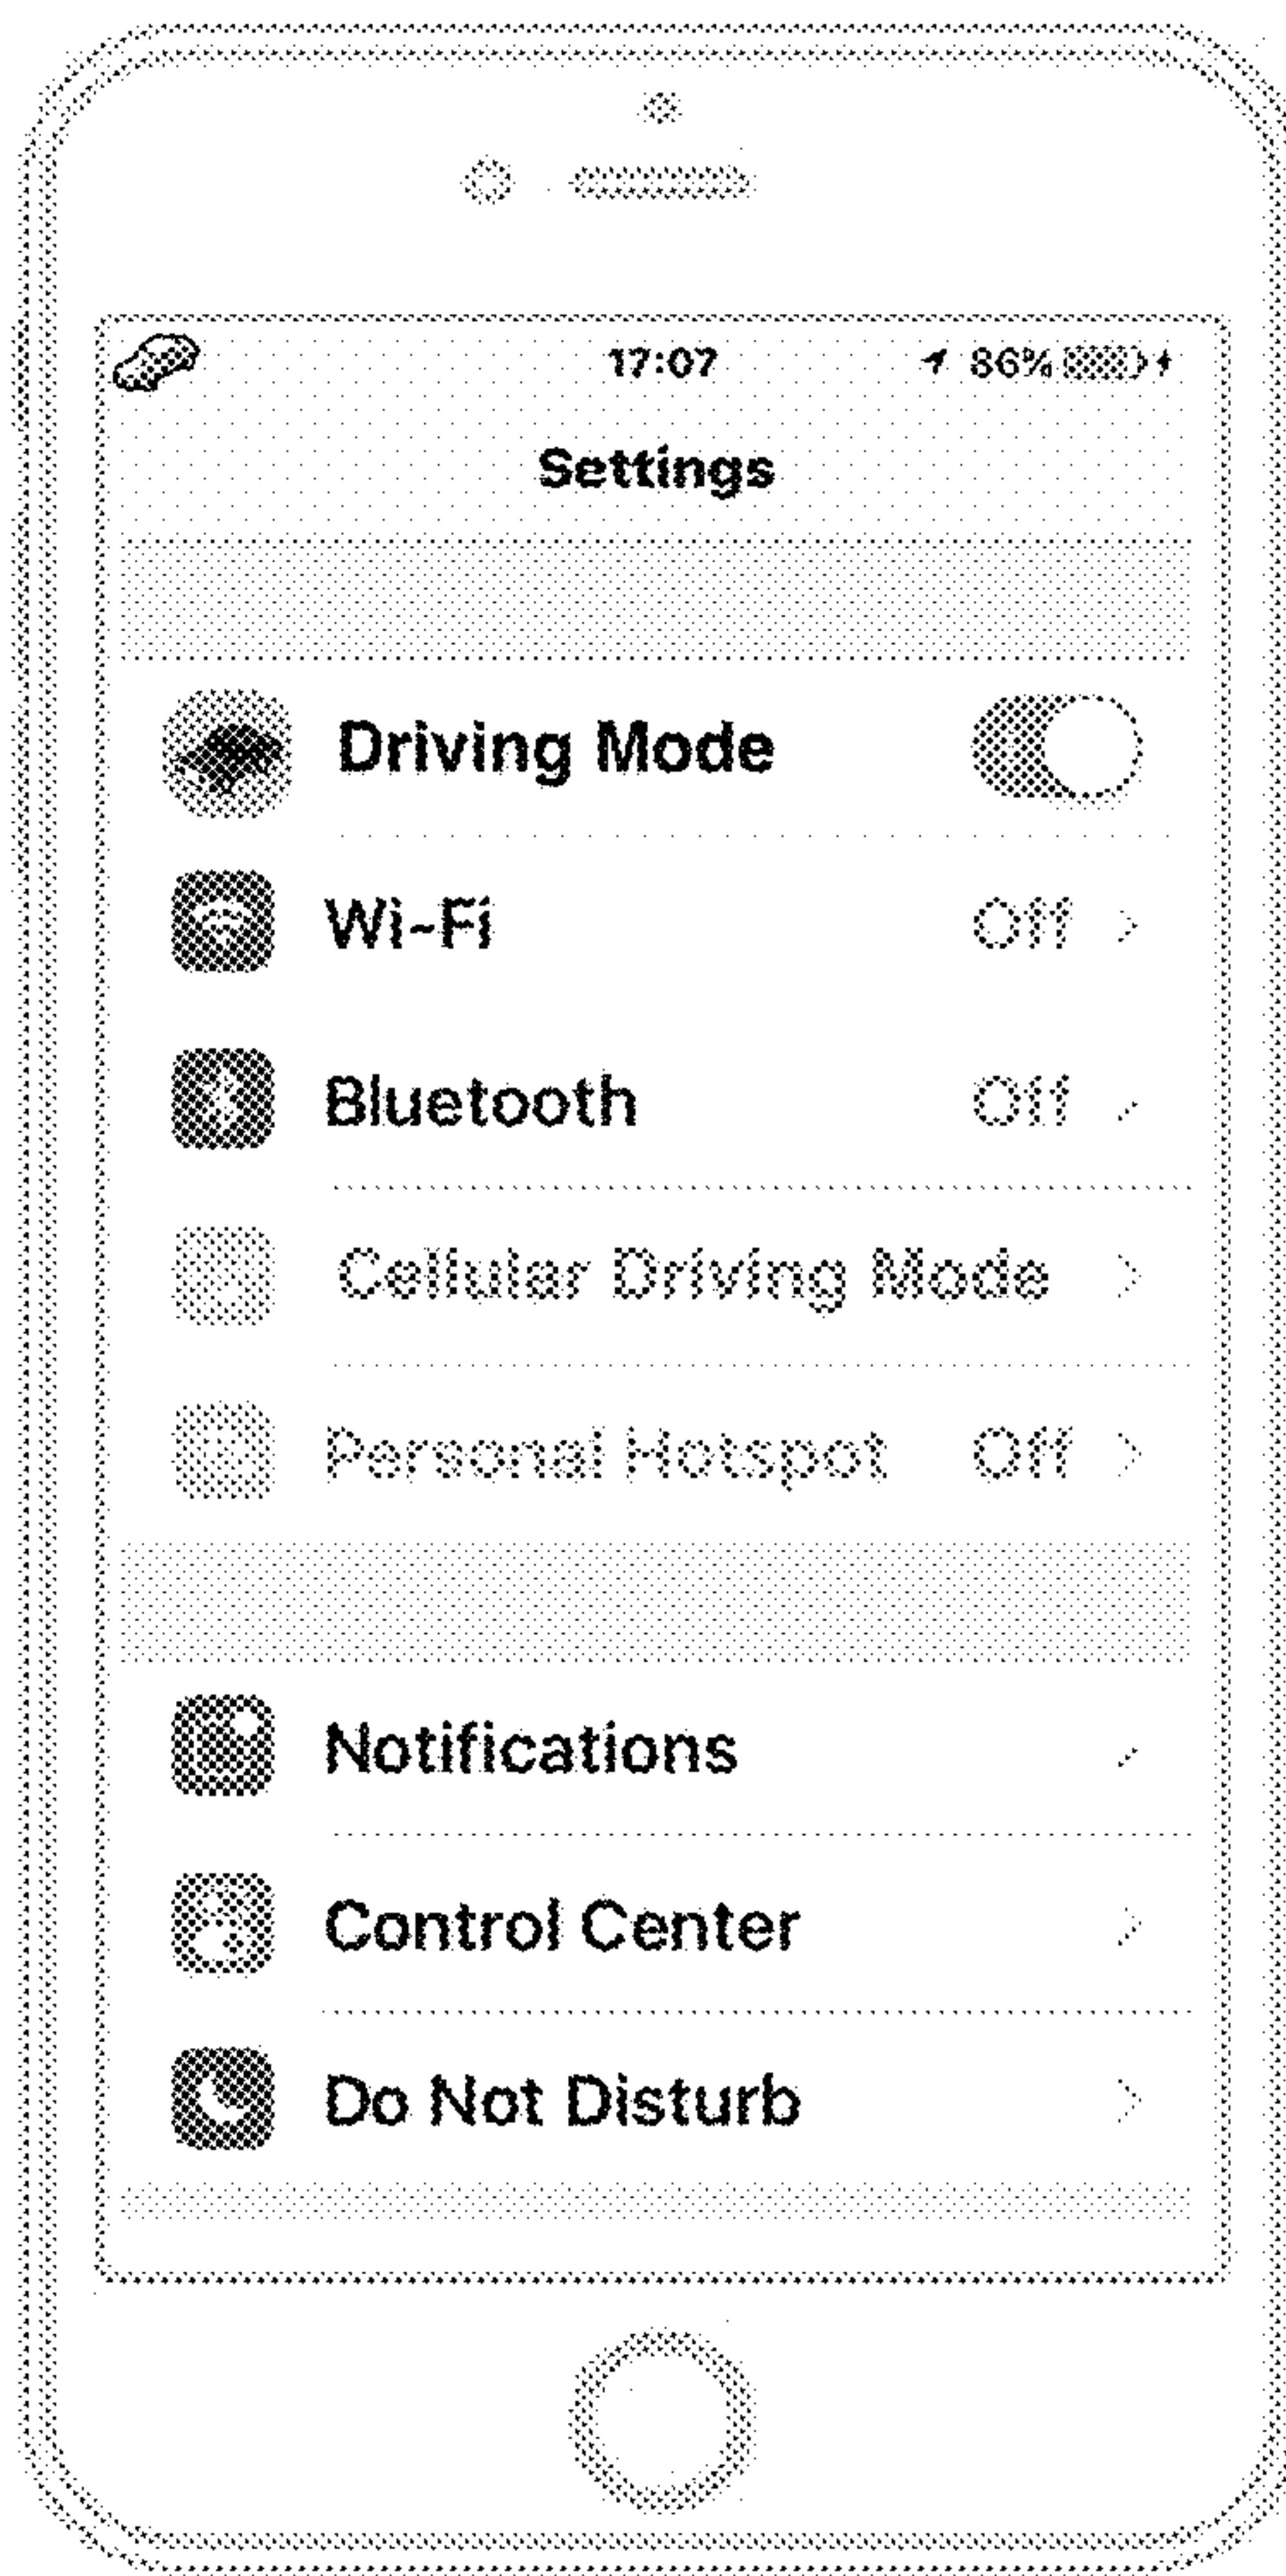 17:07 86%
Settings
Driving Mode
Wi-Fi Off
Bluetooth Off
Cellular Driving Mode
Personal Hotspot Off
Notifications
Control Center
Do Not Disturb